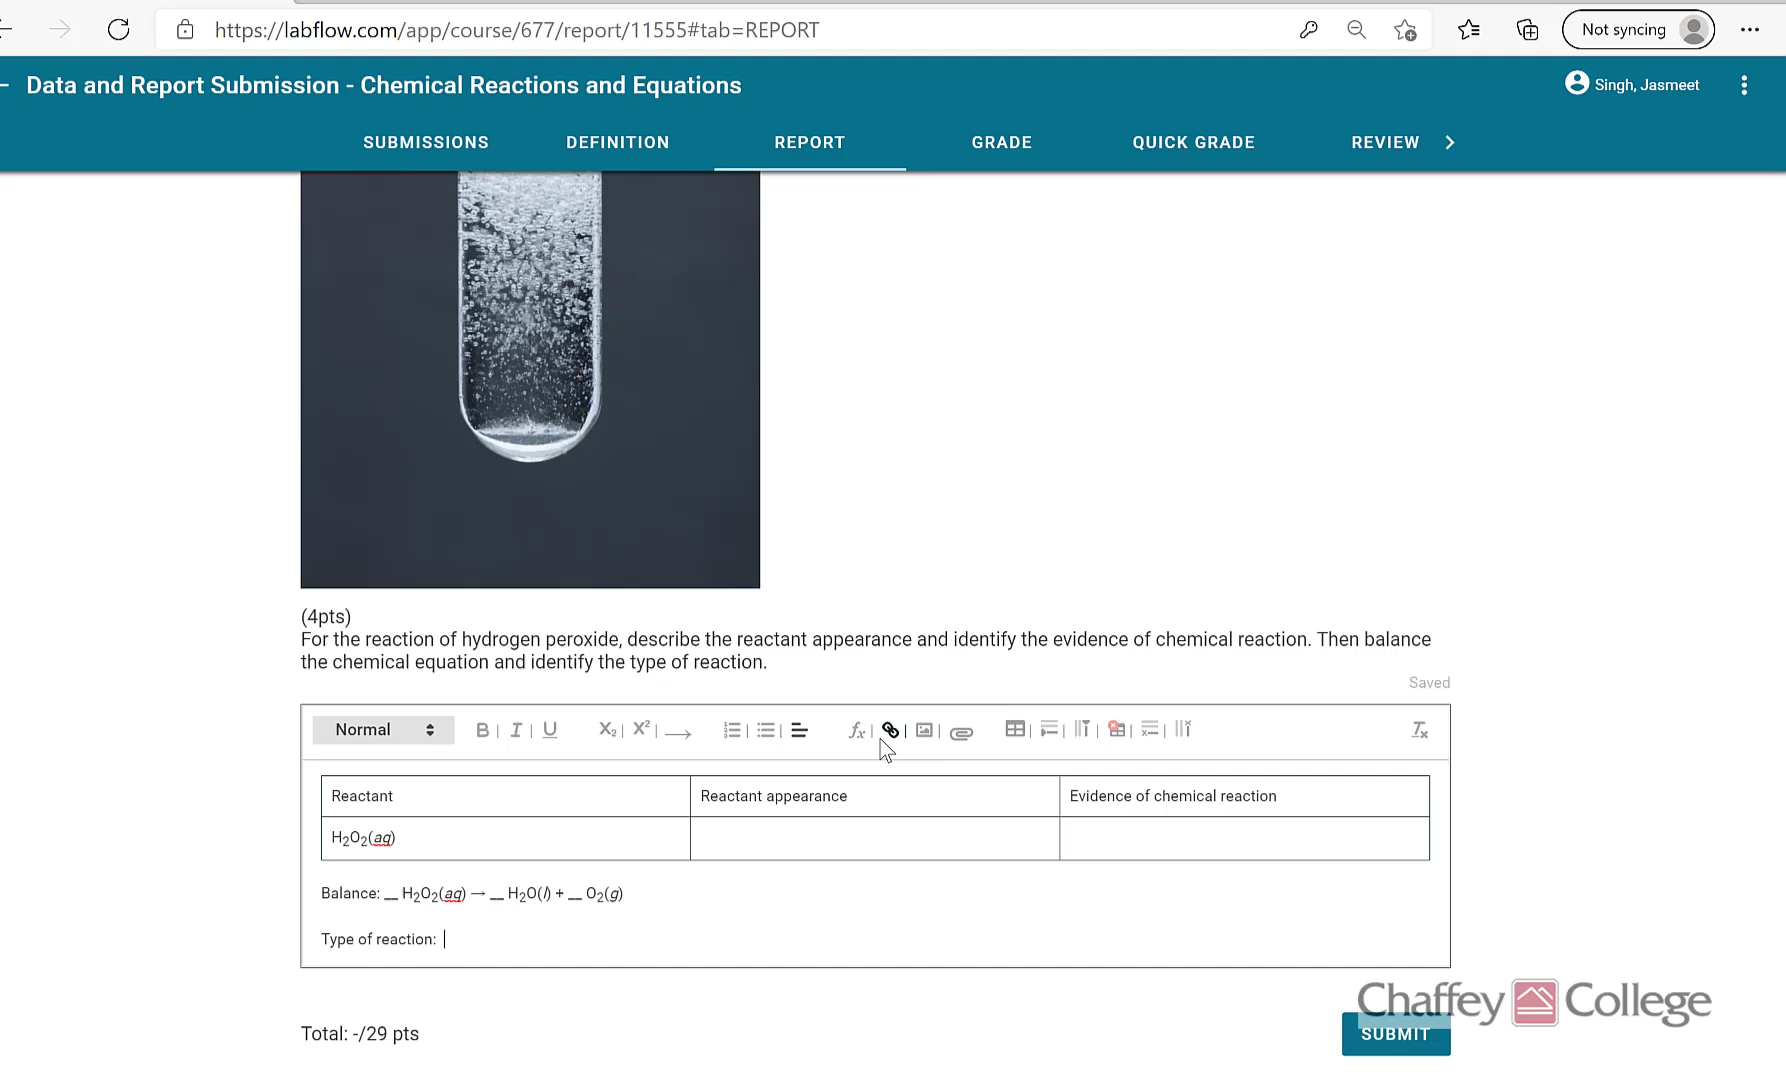 https://labflow.com/app/course/677/report/11555#tab=REPORT
Not syncing
Data and Report Submission - Chemical Reactions and Equations
Singh, Jasmeet
SUBMISSIONS DEFINITION REPORT GRADE QUICK GRADE REVIEW
(4pts)
For the reaction of hydrogen peroxide, describe the reactant appearance and identify the evidence of chemical reaction. Then balance
the chemical equation and identify the type of reaction.
Saved
Normal B I U X₂ X² fx Tx
Reactant Reactant appearance Evidence of chemical reaction
H₂O₂(aq)
Balance: __ H₂O₂(aq) → __ H₂O(l) + __ O₂(g)
Type of reaction:
Chaffey College
Total: -/29 pts
SUBMIT